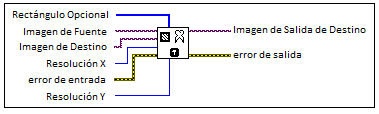 Rectángulo Opcional
Imagen de Fuente
Imagen de Destino
Resolución X
error de entrada
Resolución Y
Imagen de Salida de Destino
error de salida